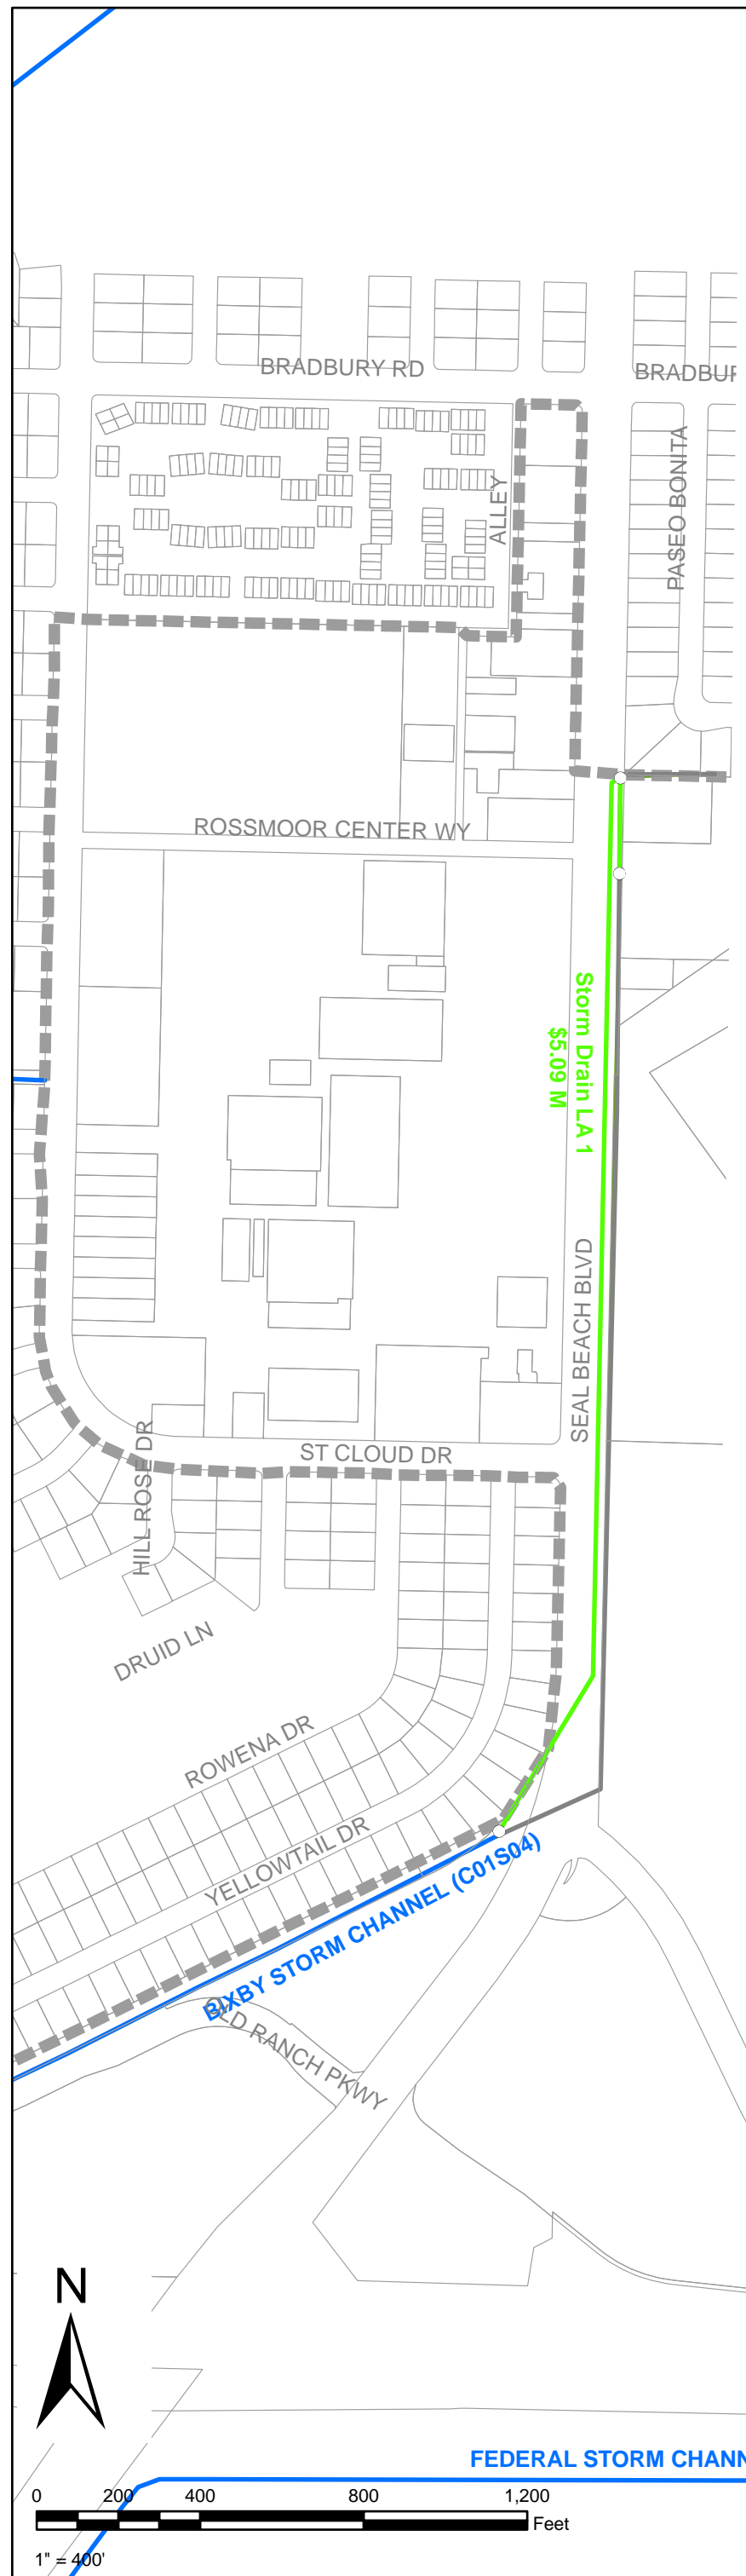 BRADBURY RD
BRADBUR
ALLEY
PASEO BONITA
ROSSMOOR CENTER WY
Storm Drain LA 1
$5.09 M
SEAL BEACH BLVD
ST CLOUD DR
HILL ROSE DR
DRUID LN
ROWENA DR
YELLOWTAIL DR
BIXBY STORM CHANNEL (C01S04)
OLD RANCH PKWY
N
FEDERAL STORM CHANN
0 200 400 800 1,200
Feet
1" = 400'